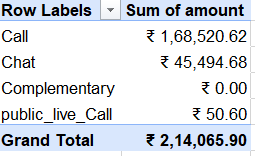 Row Labels Sum of amount
Call ₹ 1,68,520.62
Chat ₹ 45,494.68
Complementary ₹ 0.00
public_live_Call ₹ 50.60
Grand Total ₹ 2,14,065.90